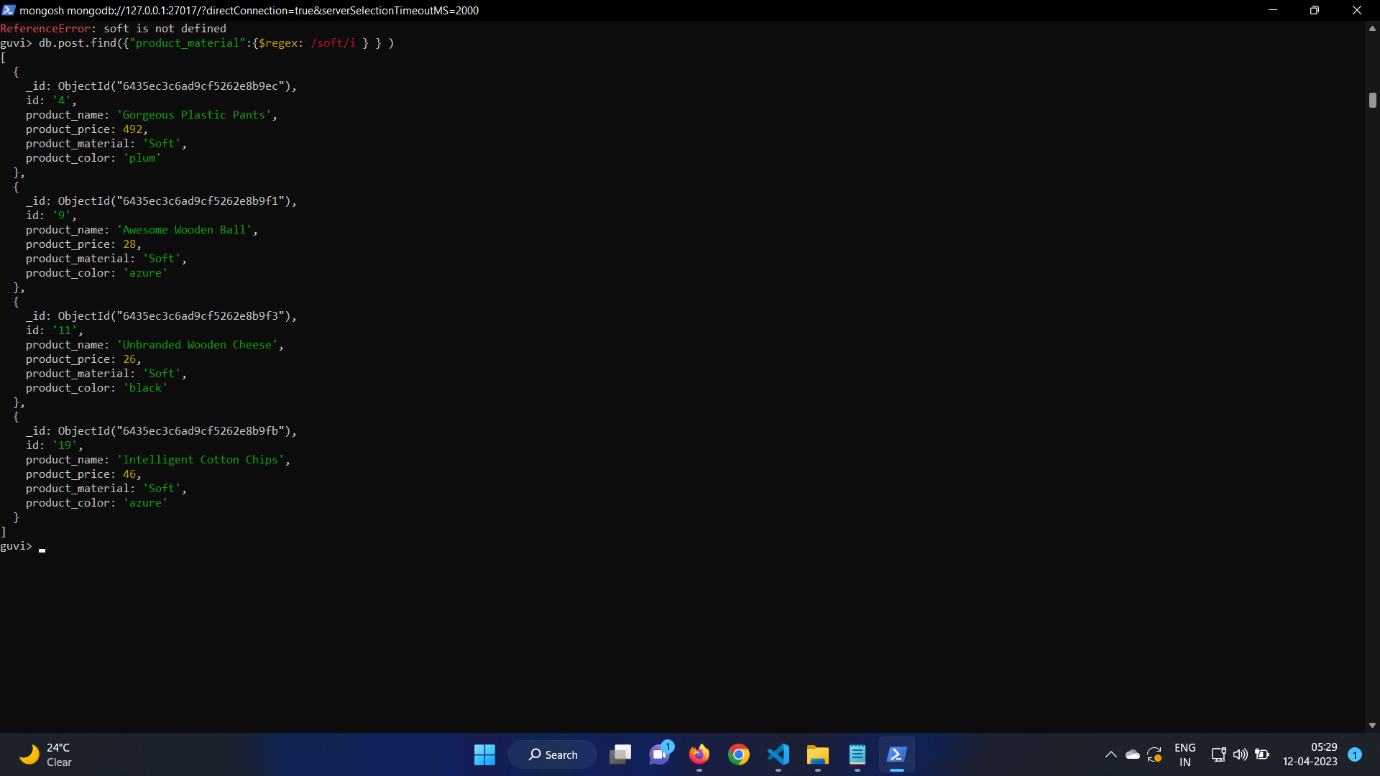 mongosh mongodb://127.0.0.1:27017/?directConnection=true&serverSelectionTimeoutMS=2000
ReferenceError: soft is not defined
guvi> db.post.find({"product_material":{$regex: /soft/i } } )
[
  {
    _id: ObjectId("6435ec3c6ad9cf5262e8b9ec"),
    id: '4',
    product_name: 'Gorgeous Plastic Pants',
    product_price: 492,
    product_material: 'Soft',
    product_color: 'plum'
  },
  {
    _id: ObjectId("6435ec3c6ad9cf5262e8b9f1"),
    id: '9',
    product_name: 'Awesome Wooden Ball',
    product_price: 28,
    product_material: 'Soft',
    product_color: 'azure'
  },
  {
    _id: ObjectId("6435ec3c6ad9cf5262e8b9f3"),
    id: '11',
    product_name: 'Unbranded Wooden Cheese',
    product_price: 26,
    product_material: 'Soft',
    product_color: 'black'
  },
  {
    _id: ObjectId("6435ec3c6ad9cf5262e8b9fb"),
    id: '19',
    product_name: 'Intelligent Cotton Chips',
    product_price: 46,
    product_material: 'Soft',
    product_color: 'azure'
  }
]
guvi>
24°C
Clear
Search
1
ENG
IN
05:29
12-04-2023
1